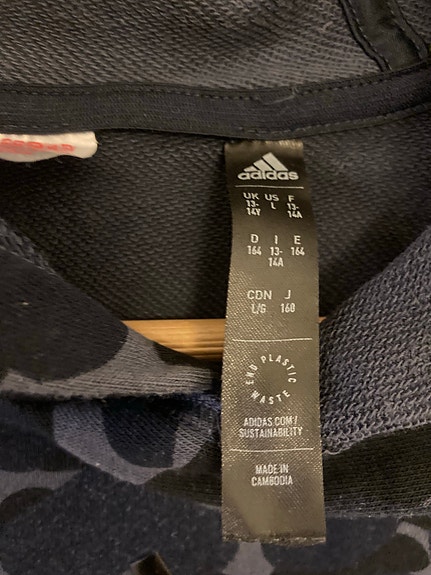 adidas
UK US F
13- L 13-
14Y 14A
D I E
164 13- 164
14A
CDN J
L/G 160
END PLASTIC WASTE
ADIDAS.COM/
SUSTAINABILITY
MADE IN
CAMBODIA